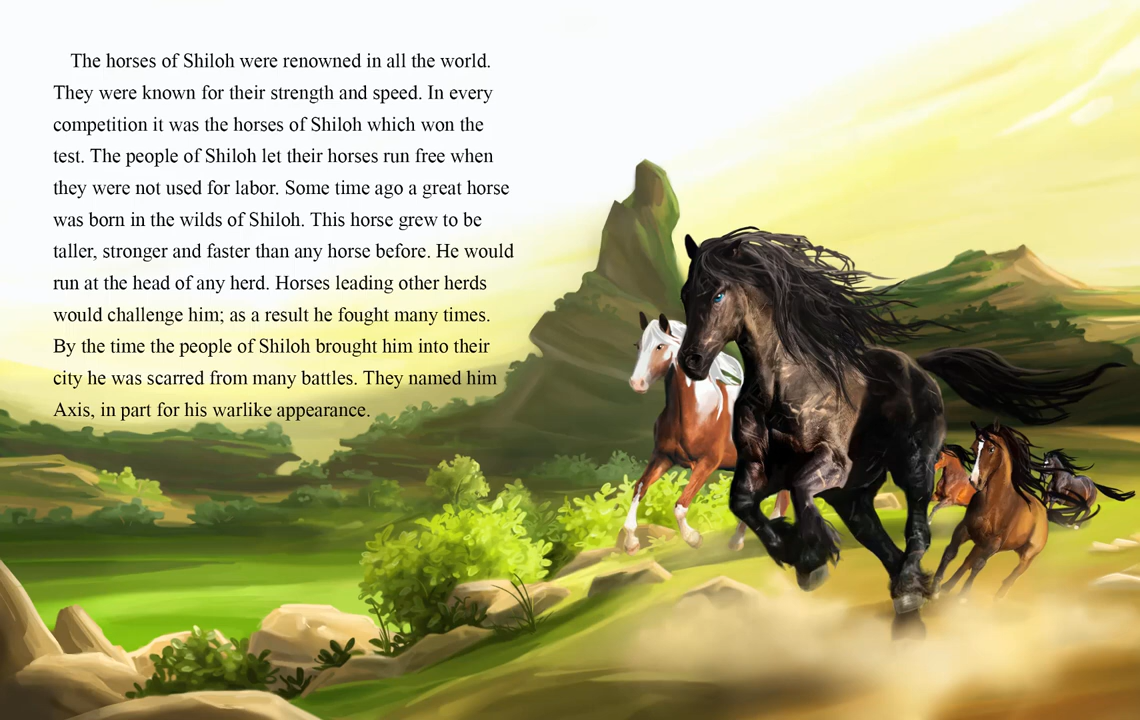 The horses of Shiloh were renowned in all the world.
They were known for their strength and speed. In every
competition it was the horses of Shiloh which won the
test. The people of Shiloh let their horses run free when
they were not used for labor. Some time ago a great horse
was born in the wilds of Shiloh. This horse grew to be
taller, stronger and faster than any horse before. He would
run at the head of any herd. Horses leading other herds
would challenge him; as a result he fought many times.
By the time the people of Shiloh brought him into their
city he was scarred from many battles. They named him
Axis, in part for his warlike appearance.